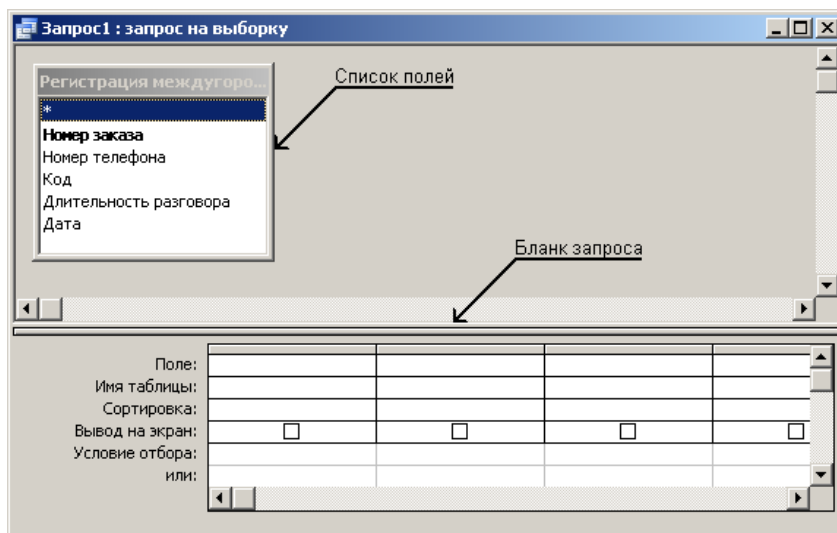 Запрос1 : запрос на выборку
Регистрация междугоро...
Список полей
*
Номер заказа
Номер телефона
Код
Длительность разговора
Дата
Бланк запроса
Поле:
Имя таблицы:
Сортировка:
Вывод на экран:
Условие отбора:
или: